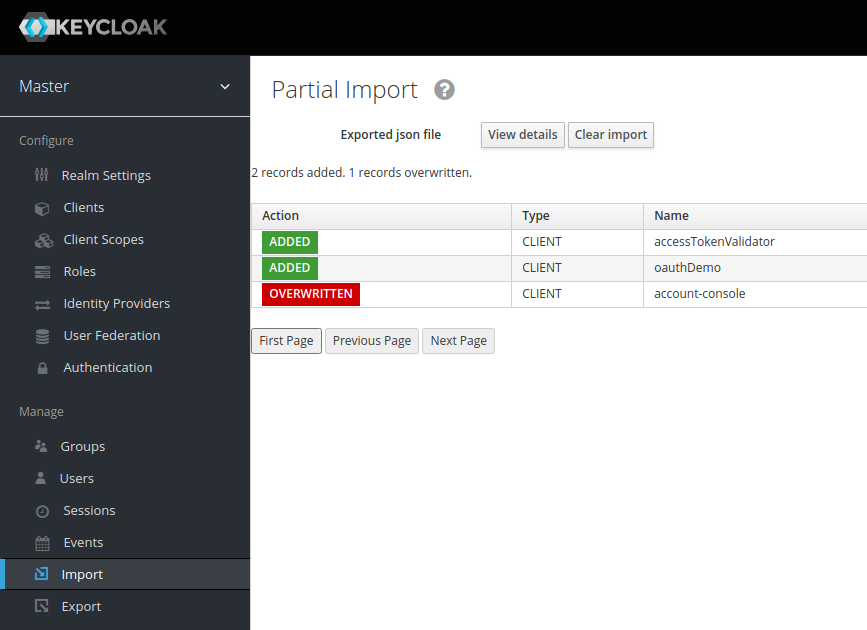 KEYCLOAK
Master
Configure
Realm Settings
Clients
Client Scopes
Roles
Identity Providers
User Federation
Authentication
Manage
Groups
Users
Sessions
Events
Import
Export
Partial Import ?
Exported json file View details Clear import
2 records added. 1 records overwritten.
Action Type Name
ADDED CLIENT accessTokenValidator
ADDED CLIENT oauthDemo
OVERWRITTEN CLIENT account-console
First Page Previous Page Next Page